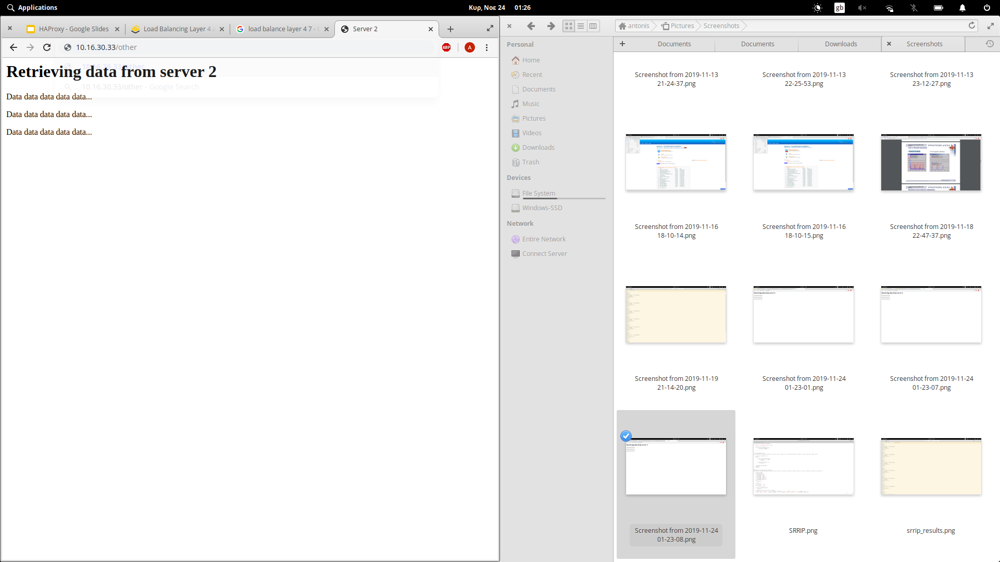 Applications
Κυρ, Νοε 24 01:26
gb
HAProxy - Google Slides
Load Balancing Layer 4
load balance layer 4 7 -
Server 2
10.16.30.33/other
ABP
A
10.16.30.33/other
Retrieving data from server 2
10.16.30.33/other - Google Search
Data data data data data...
Data data data data data...
Data data data data data...
antonis
Pictures
Screenshots
Documents
Documents
Downloads
Screenshots
Personal
Home
Recent
Documents
Music
Pictures
Videos
Downloads
Trash
Devices
File System
Windows-SSD
Network
Entire Network
Connect Server
Screenshot from 2019-11-13
21-24-37.png
Screenshot from 2019-11-13
22-25-53.png
Screenshot from 2019-11-13
23-12-27.png
Screenshot from 2019-11-16
18-10-14.png
Screenshot from 2019-11-16
18-10-15.png
Screenshot from 2019-11-18
22-47-37.png
Screenshot from 2019-11-19
21-14-20.png
Screenshot from 2019-11-24
01-23-01.png
Screenshot from 2019-11-24
01-23-07.png
Screenshot from 2019-11-24
01-23-08.png
SRRIP.png
srrip_results.png